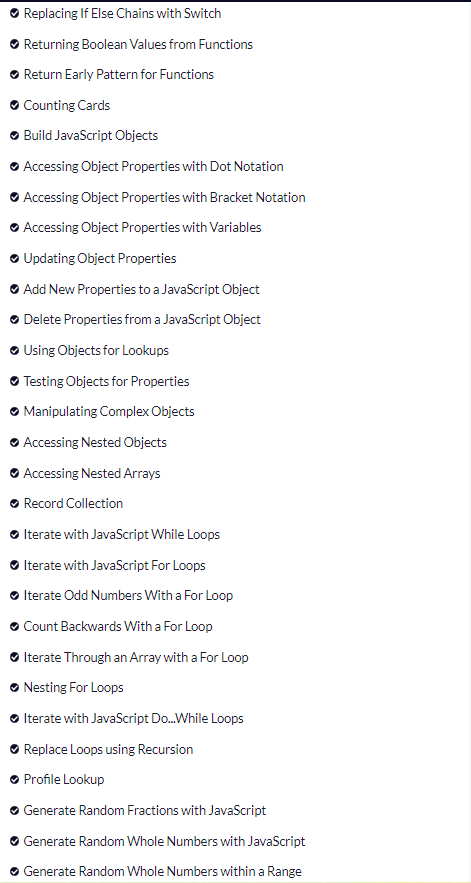 Replacing If Else Chains with Switch
Returning Boolean Values from Functions
Return Early Pattern for Functions
Counting Cards
Build JavaScript Objects
Accessing Object Properties with Dot Notation
Accessing Object Properties with Bracket Notation
Accessing Object Properties with Variables
Updating Object Properties
Add New Properties to a JavaScript Object
Delete Properties from a JavaScript Object
Using Objects for Lookups
Testing Objects for Properties
Manipulating Complex Objects
Accessing Nested Objects
Accessing Nested Arrays
Record Collection
Iterate with JavaScript While Loops
Iterate with JavaScript For Loops
Iterate Odd Numbers With a For Loop
Count Backwards With a For Loop
Iterate Through an Array with a For Loop
Nesting For Loops
Iterate with JavaScript Do...While Loops
Replace Loops using Recursion
Profile Lookup
Generate Random Fractions with JavaScript
Generate Random Whole Numbers with JavaScript
Generate Random Whole Numbers within a Range